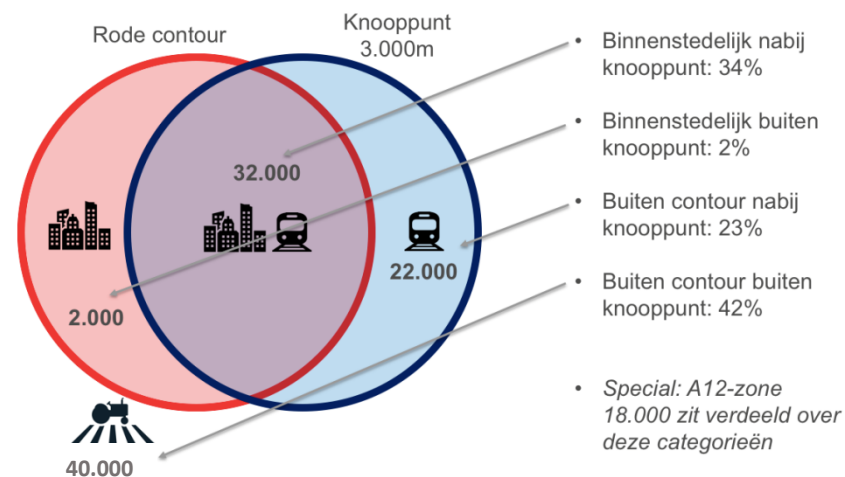 Rode contour
Knooppunt
3.000m
32.000
22.000
2.000
40.000
• Binnenstedelijk nabij
knooppunt: 34%
• Binnenstedelijk buiten
knooppunt: 2%
• Buiten contour nabij
knooppunt: 23%
• Buiten contour buiten
knooppunt: 42%
• Special: A12-zone
18.000 zit verdeeld over
deze categorieën